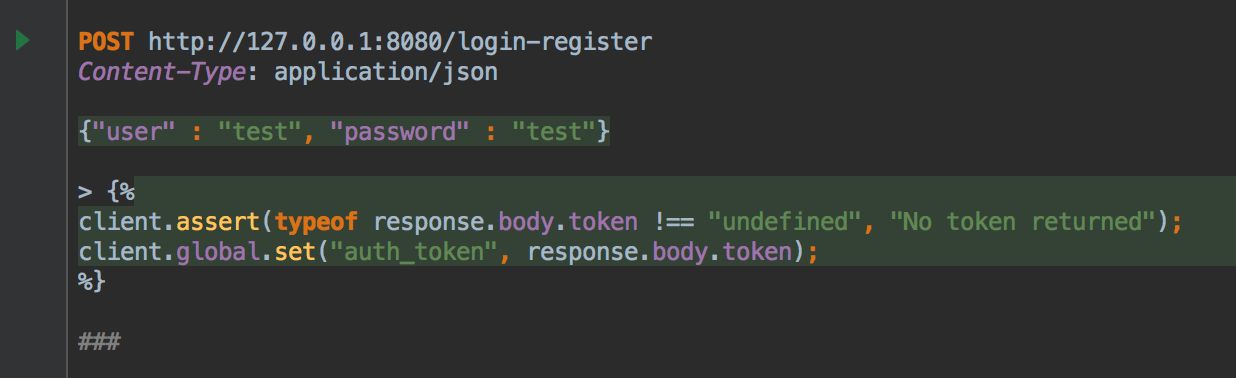 POST http://127.0.0.1:8080/login-register
Content-Type: application/json
{"user" : "test", "password" : "test"}
> {%
client.assert(typeof response.body.token !== "undefined", "No token returned");
client.global.set("auth_token", response.body.token);
%}
###